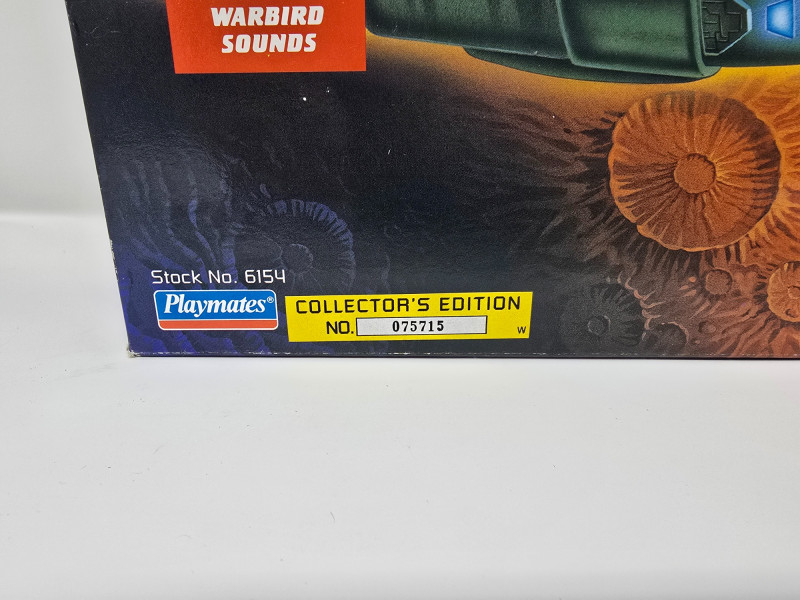 WARBIRD
SOUNDS
Stock No. 6154
Playmates®
COLLECTOR'S EDITION
NO. 075715
W